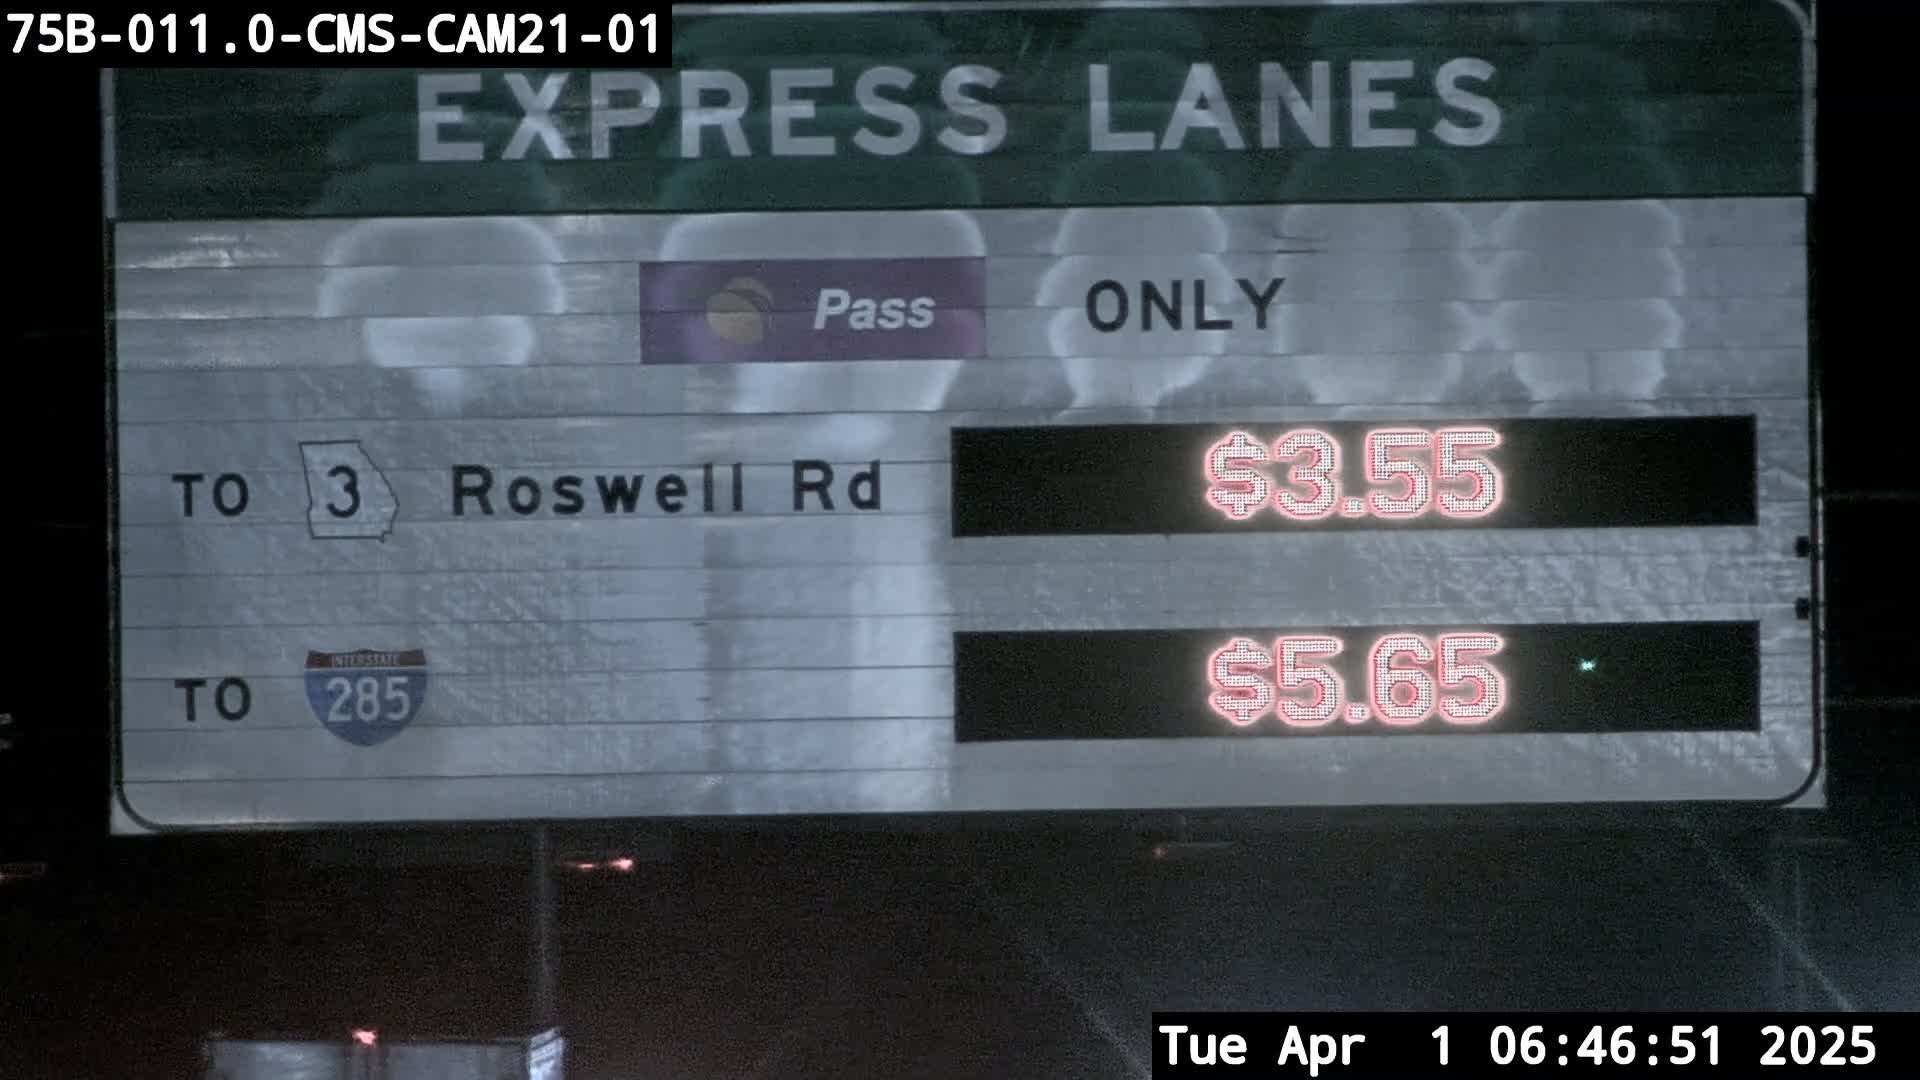 75B-011.0-CMS-CAM21-01
EXPRESS LANES
Pass ONLY
TO 3 Roswell Rd $3.55
INTERSTATE
TO 285 $5.65
Tue Apr 1 06:46:51 2025